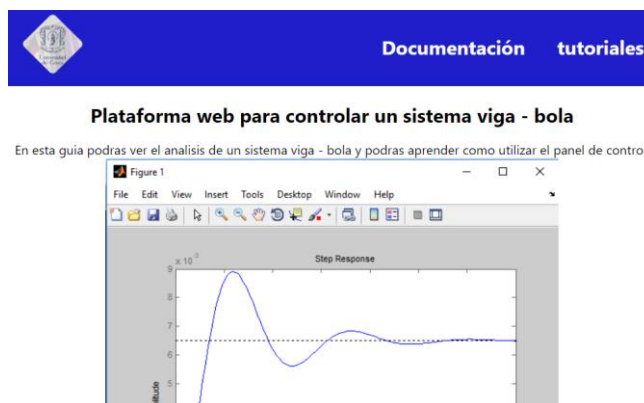 Documentación tutoriales
Plataforma web para controlar un sistema viga - bola
En esta guia podras ver el analisis de un sistema viga - bola y podras aprender como utilizar el panel de contro
Figure 1
File Edit View Insert Tools Desktop Window Help
x 10
Step Response
9
8
7
6
5